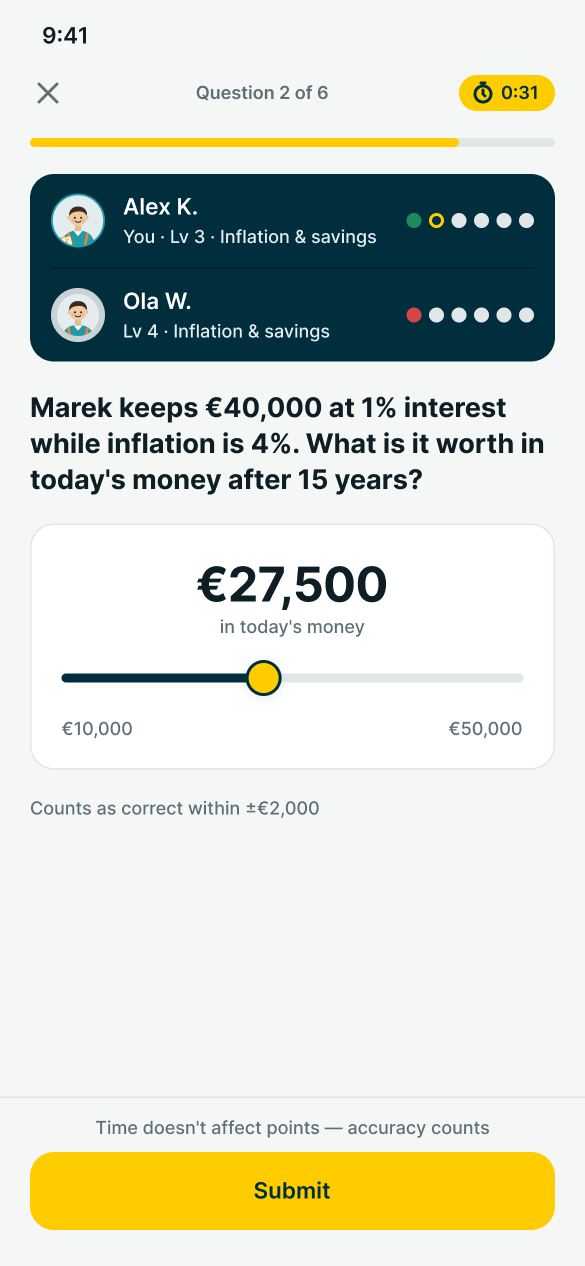 9:41
Question 2 of 6
0:31
Alex K.
You · Lv 3 · Inflation & savings
Ola W.
Lv 4 · Inflation & savings
Marek keeps €40,000 at 1% interest
while inflation is 4%. What is it worth in
today's money after 15 years?
€27,500
in today's money
€10,000
€50,000
Counts as correct within ±€2,000
Time doesn't affect points — accuracy counts
Submit